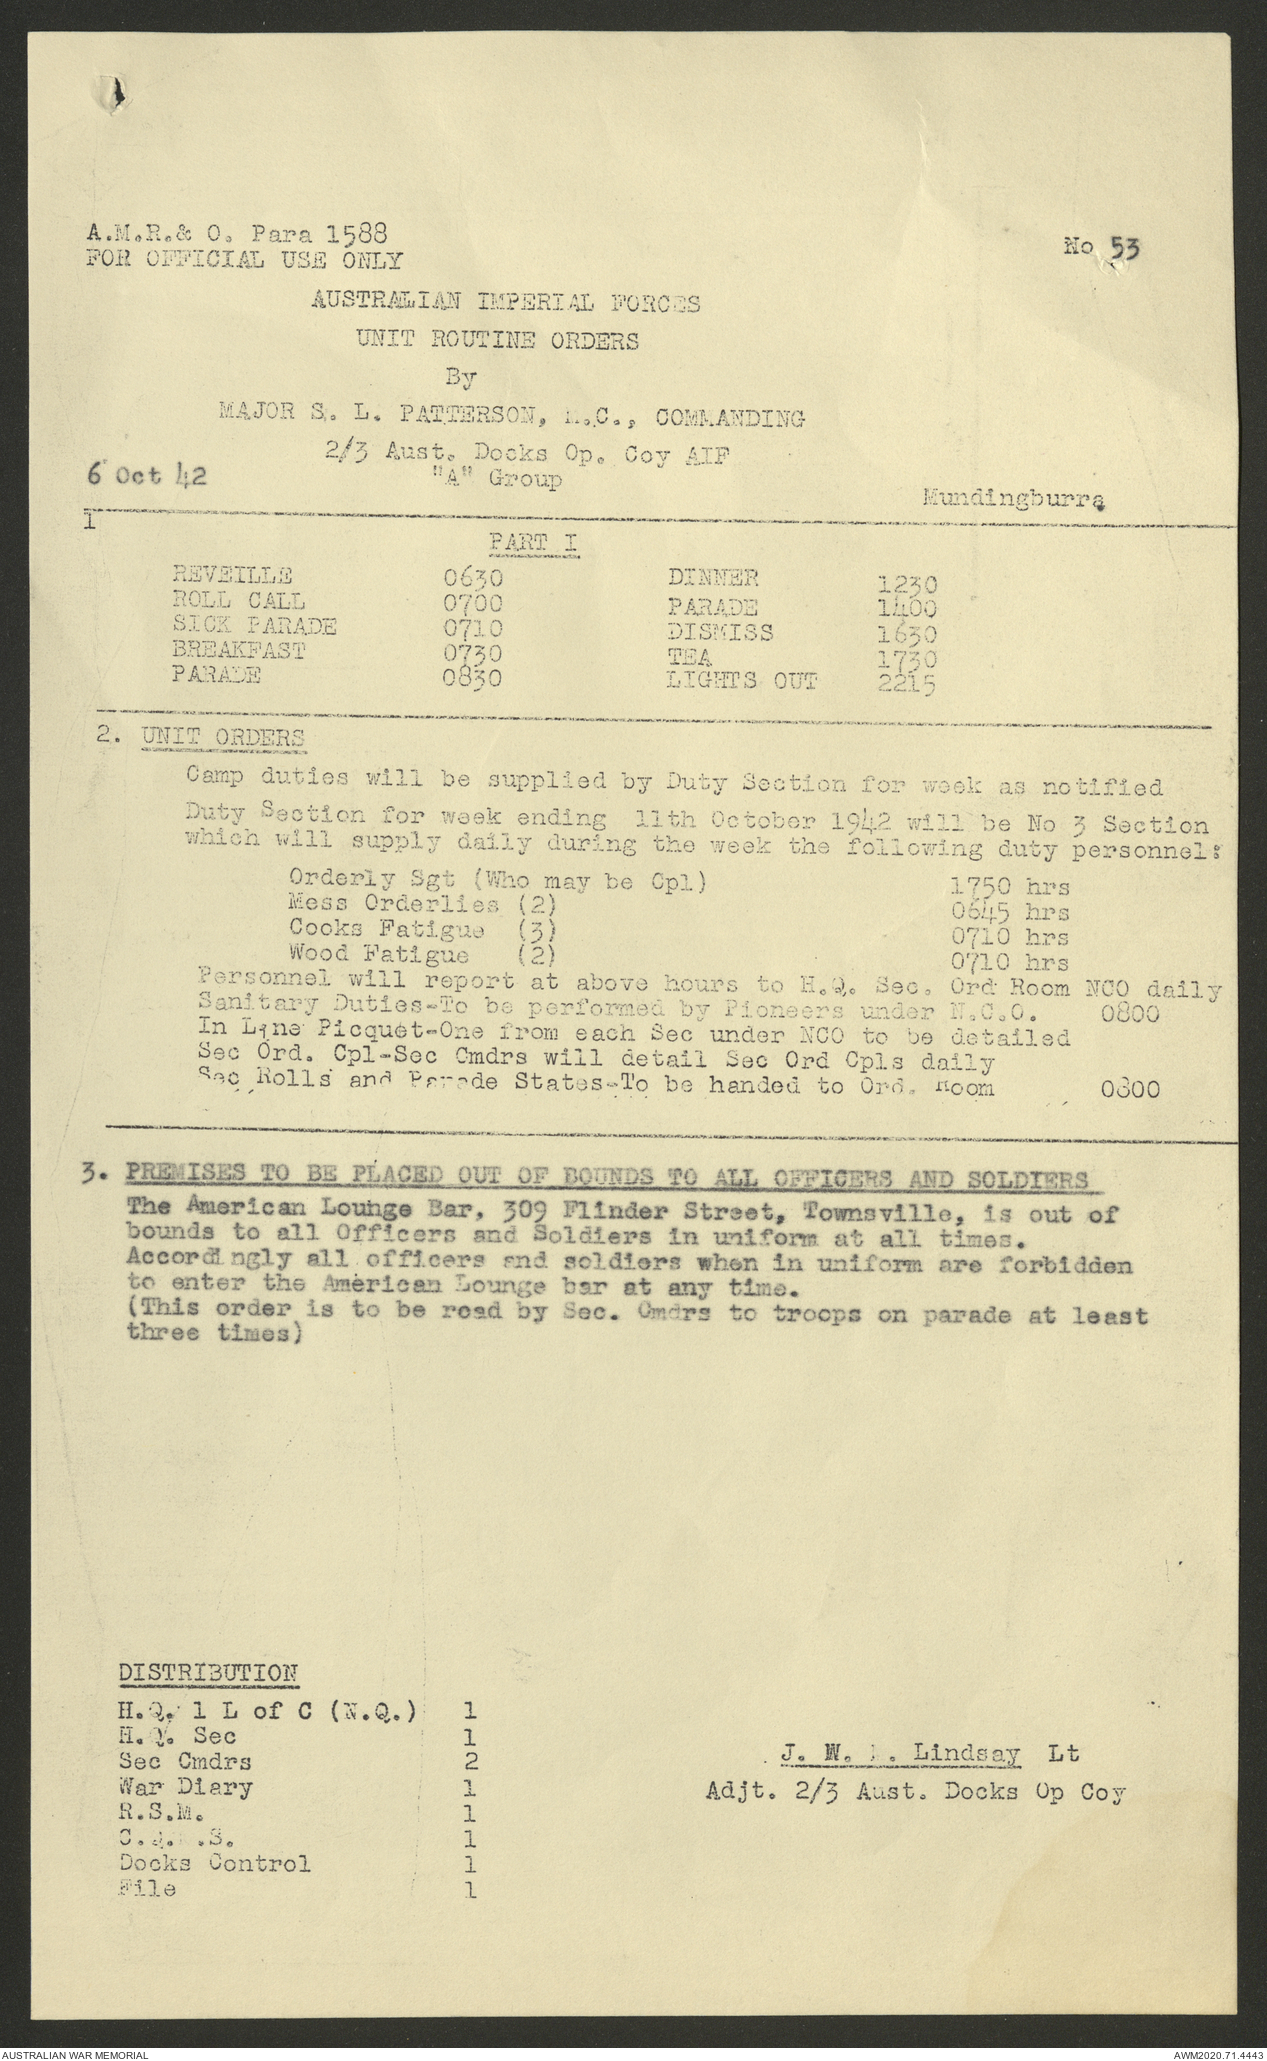 A.M.R.& O. Para 1588
No 53
FOR OFFICIAL USE ONLY
AUSTRALIAN IMPERIAL FORCES
UNIT ROUTINE ORDERS
By
MAJOR S. L. PATTERSON, M.C., COMMANDING
2/3 Aust. Docks Op. Coy AIF
6 Oct 42
"A" Group
Mundingburra
1
PART I
REVEILLE 0630 DINNER 1230
ROLL CALL 0700 PARADE 1400
SICK PARADE 0710 DISMISS 1630
BREAKFAST 0730 TEA 1730
PARADE 0830 LIGHTS OUT 2215
2. UNIT ORDERS
Camp duties will be supplied by Duty Section for week as notified
Duty Section for week ending 11th October 1942 will be No 3 Section
which will supply daily during the week the following duty personnel:
Orderly Sgt (Who may be Cpl) 1750 hrs
Mess Orderlies (2) 0645 hrs
Cooks Fatigue (3) 0710 hrs
Wood Fatigue (2) 0710 hrs
Personnel will report at above hours to H.Q. Sec. Ord Room NCO daily
Sanitary Duties-To be performed by Pioneers under N.C.O. 0800
In Line Picquet-One from each Sec under NCO to be detailed
Sec Ord. Cpl-Sec Cmdrs will detail Sec Ord Cpls daily
Sec Rolls and Parade States-To be handed to Ord. Room 0800
3. PREMISES TO BE PLACED OUT OF BOUNDS TO ALL OFFICERS AND SOLDIERS
The American Lounge Bar, 309 Flinder Street, Townsville, is out of
bounds to all Officers and Soldiers in uniform at all times.
Accordingly all officers and soldiers when in uniform are forbidden
to enter the American Lounge bar at any time.
(This order is to be read by Sec. Cmdrs to troops on parade at least
three times)
DISTRIBUTION
H.Q. 1 L of C (N.Q.) 1
H.Q. Sec 1
Sec Cmdrs 2
War Diary 1
R.S.M. 1
1
Docks Control 1
File 1
J. W. Lindsay Lt
Adjt. 2/3 Aust. Docks Op Coy
AUSTRALIAN WAR MEMORIAL
AWM2020.71.4443